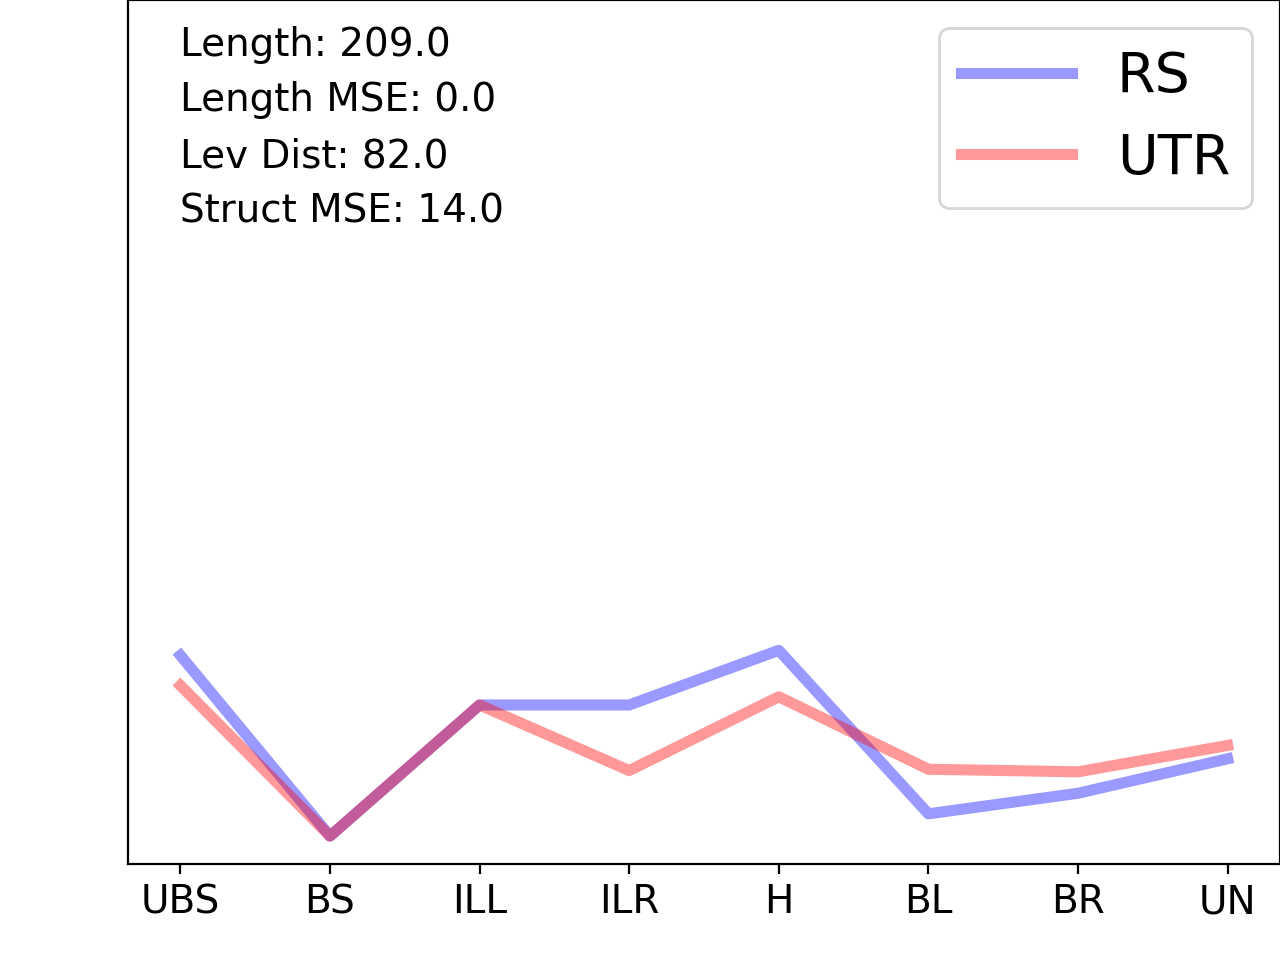 Length: 209.0
Length MSE: 0.0
Lev Dist: 82.0
Struct MSE: 14.0
RS
UTR
UBS BS ILL ILR H BL BR UN